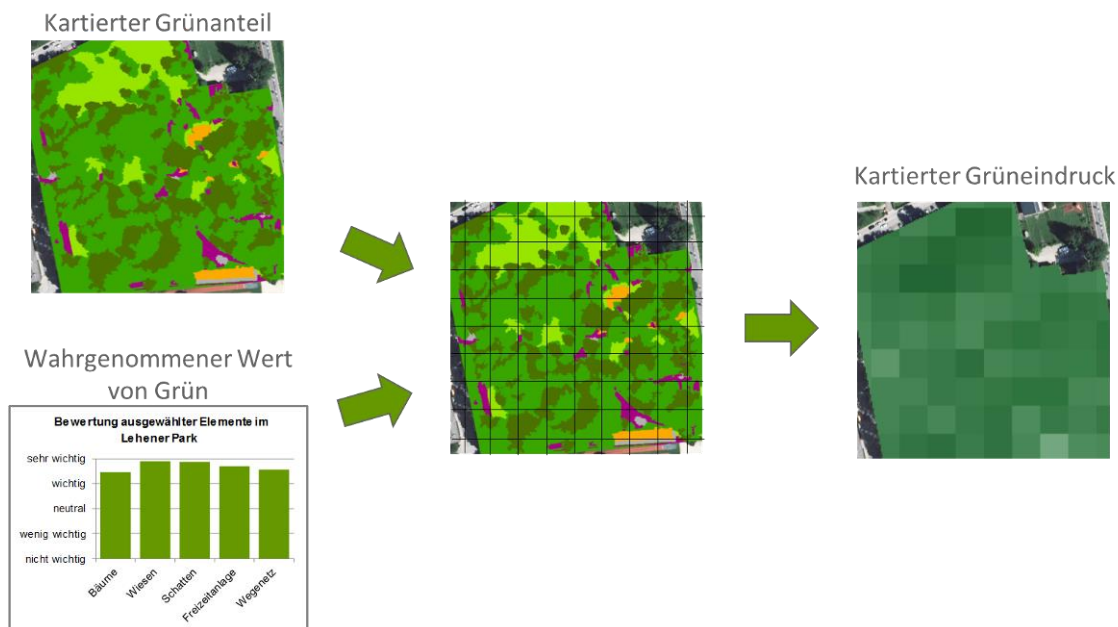 Kartierter Grünanteil
Kartierter Grüneindruck
Wahrgenommener Wert
von Grün
Bewertung ausgewählter Elemente im
Lehener Park
sehr wichtig
wichtig
neutral
wenig wichtig
nicht wichtig
Bäume
Wiesen
Schatten
Freizeitanlage
Wegenetz